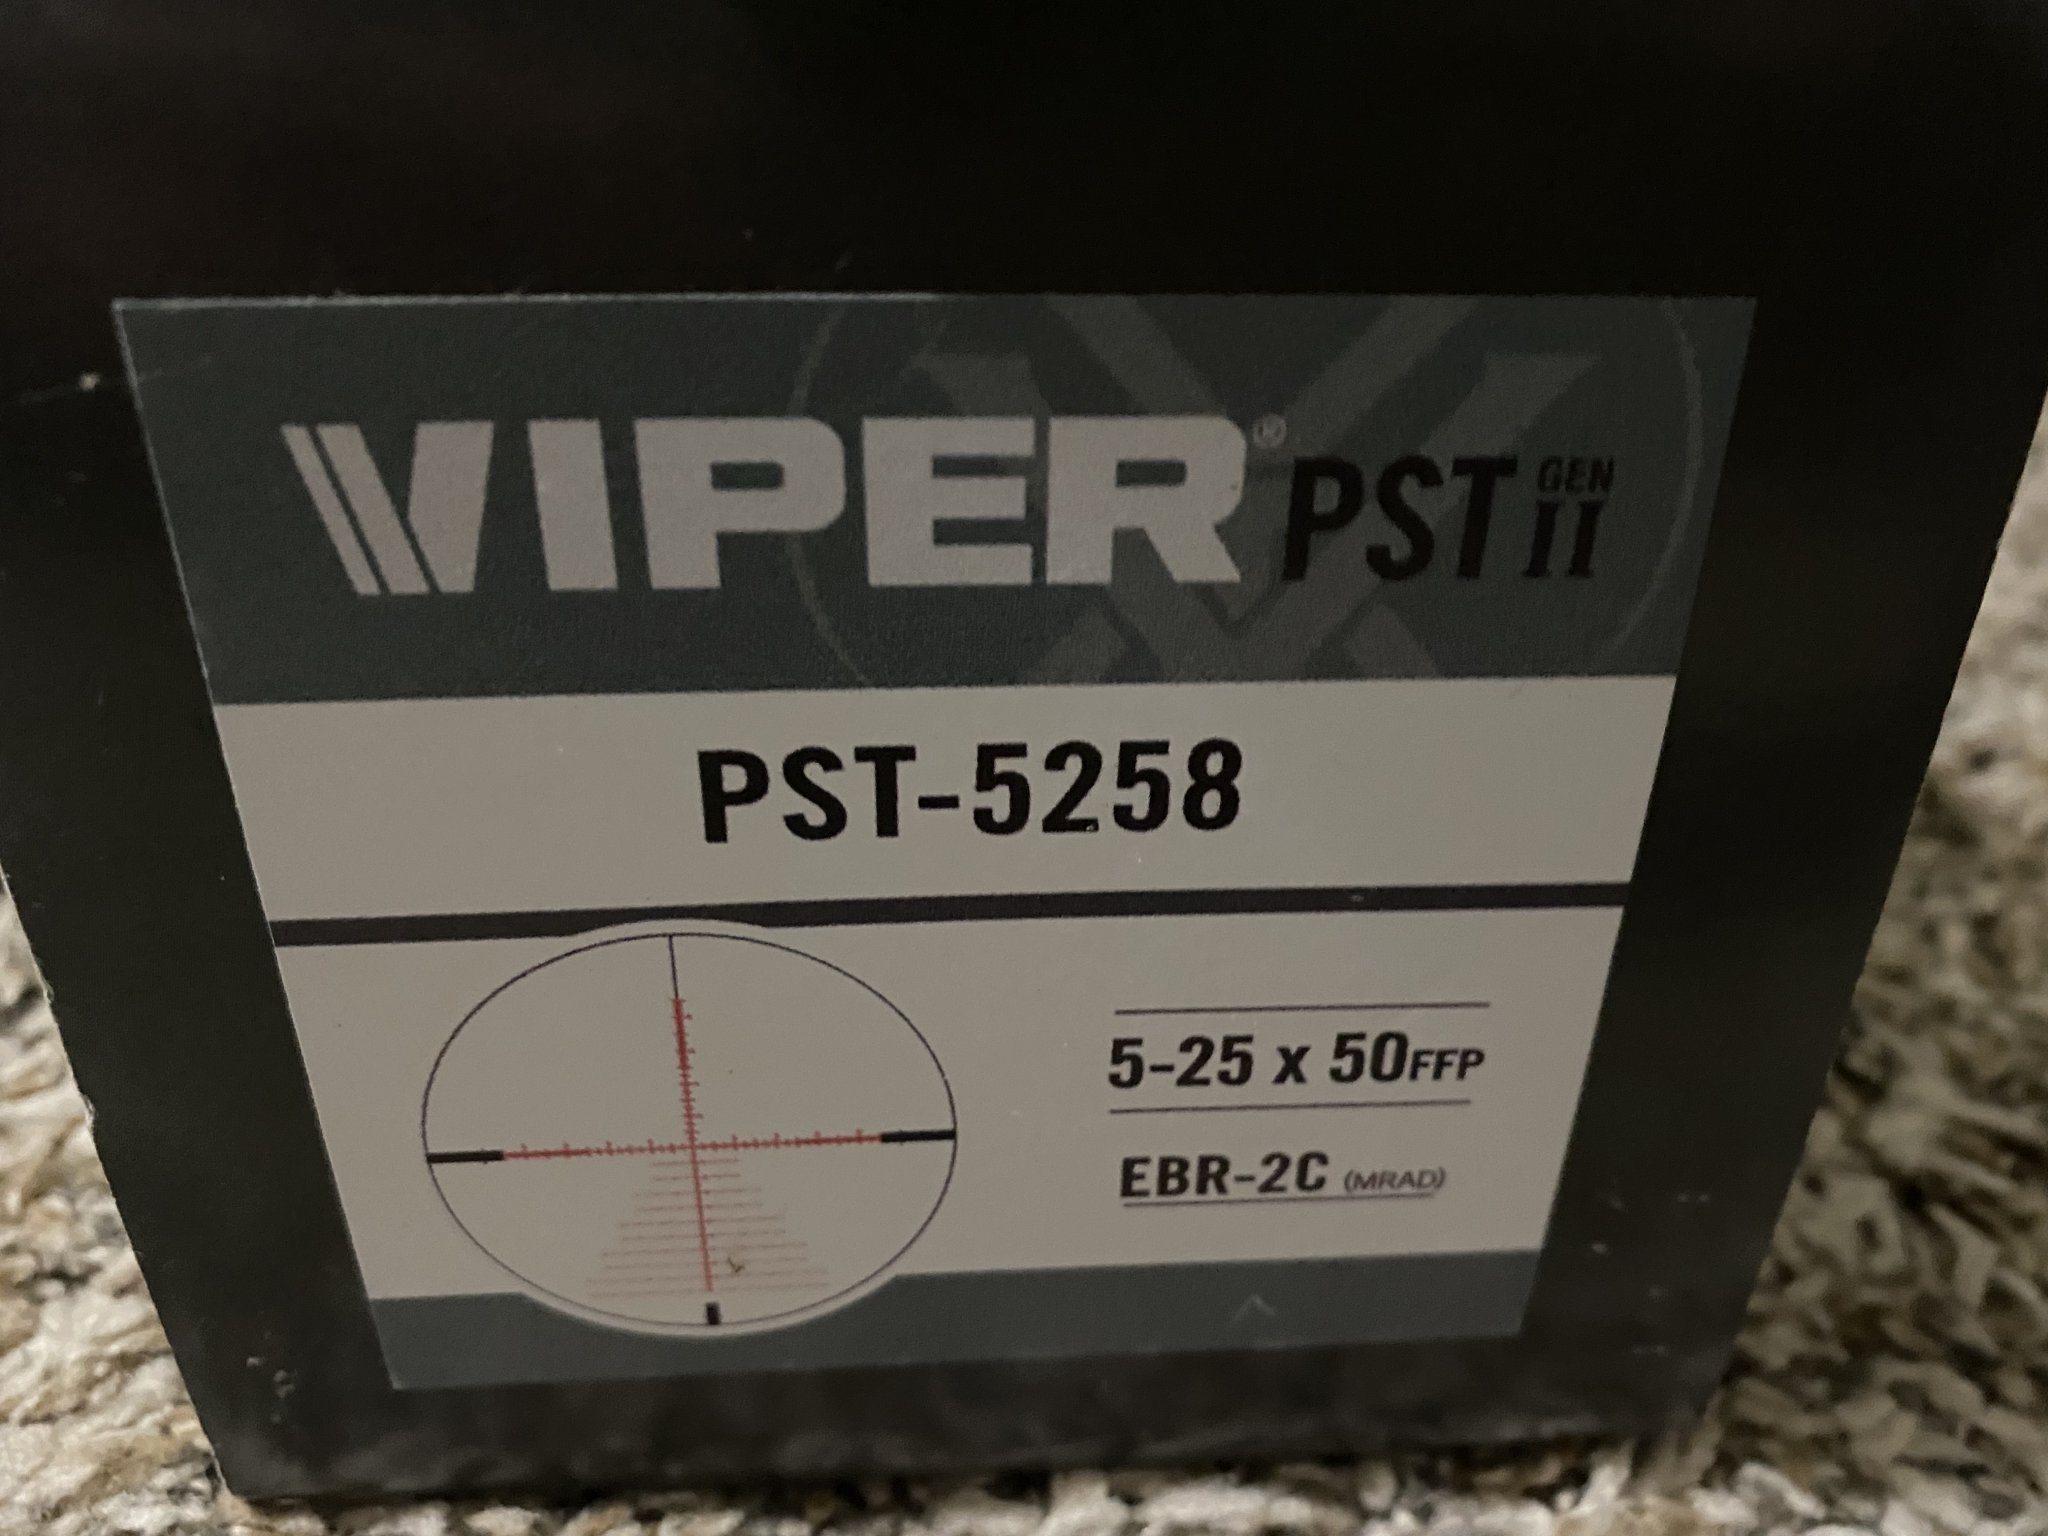 VIPER® PST GEN II
PST-5258
5-25 x 50FFP
EBR-2C (MRAD)